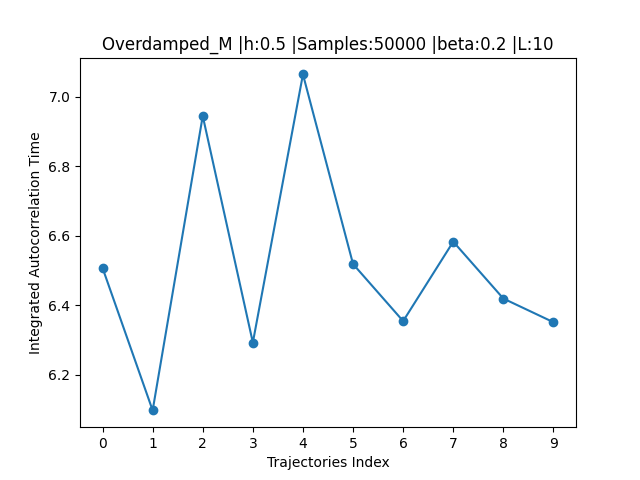 Overdamped_M |h:0.5 |Samples:50000 |beta:0.2 |L:10
7.0
6.8
6.6
6.4
6.2
Integrated Autocorrelation Time
0 1 2 3 4 5 6 7 8 9
Trajectories Index